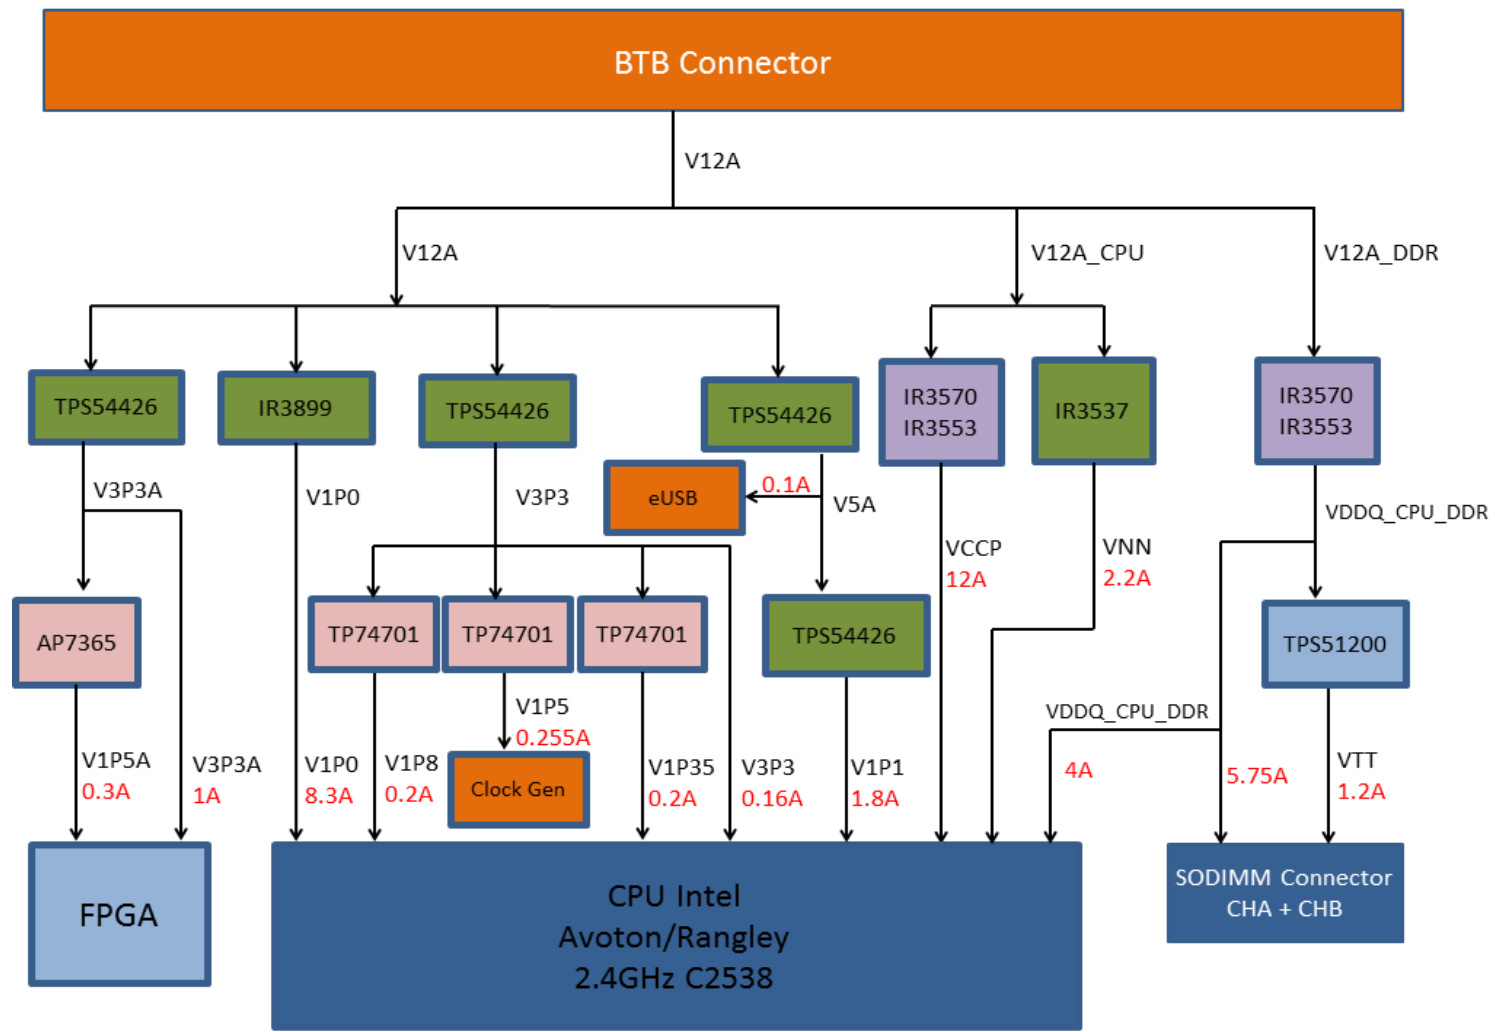 BTB Connector
V12A
V12A
V12A_CPU
V12A_DDR
TPS54426
IR3899
TPS54426
TPS54426
IR3570
IR3553
IR3537
IR3570
IR3553
V3P3A
V1P0
V3P3
eUSB
0.1A
V5A
VCCP
12A
VNN
2.2A
VDDQ_CPU_DDR
AP7365
TP74701
TP74701
TP74701
TPS54426
TPS51200
V1P5A
0.3A
V3P3A
1A
V1P0
8.3A
V1P8
0.2A
V1P5
0.255A
Clock Gen
V1P35
0.2A
V3P3
0.16A
V1P1
1.8A
VDDQ_CPU_DDR
4A
5.75A
VTT
1.2A
FPGA
CPU Intel
Avoton/Rangley
2.4GHz C2538
SODIMM Connector
CHA + CHB